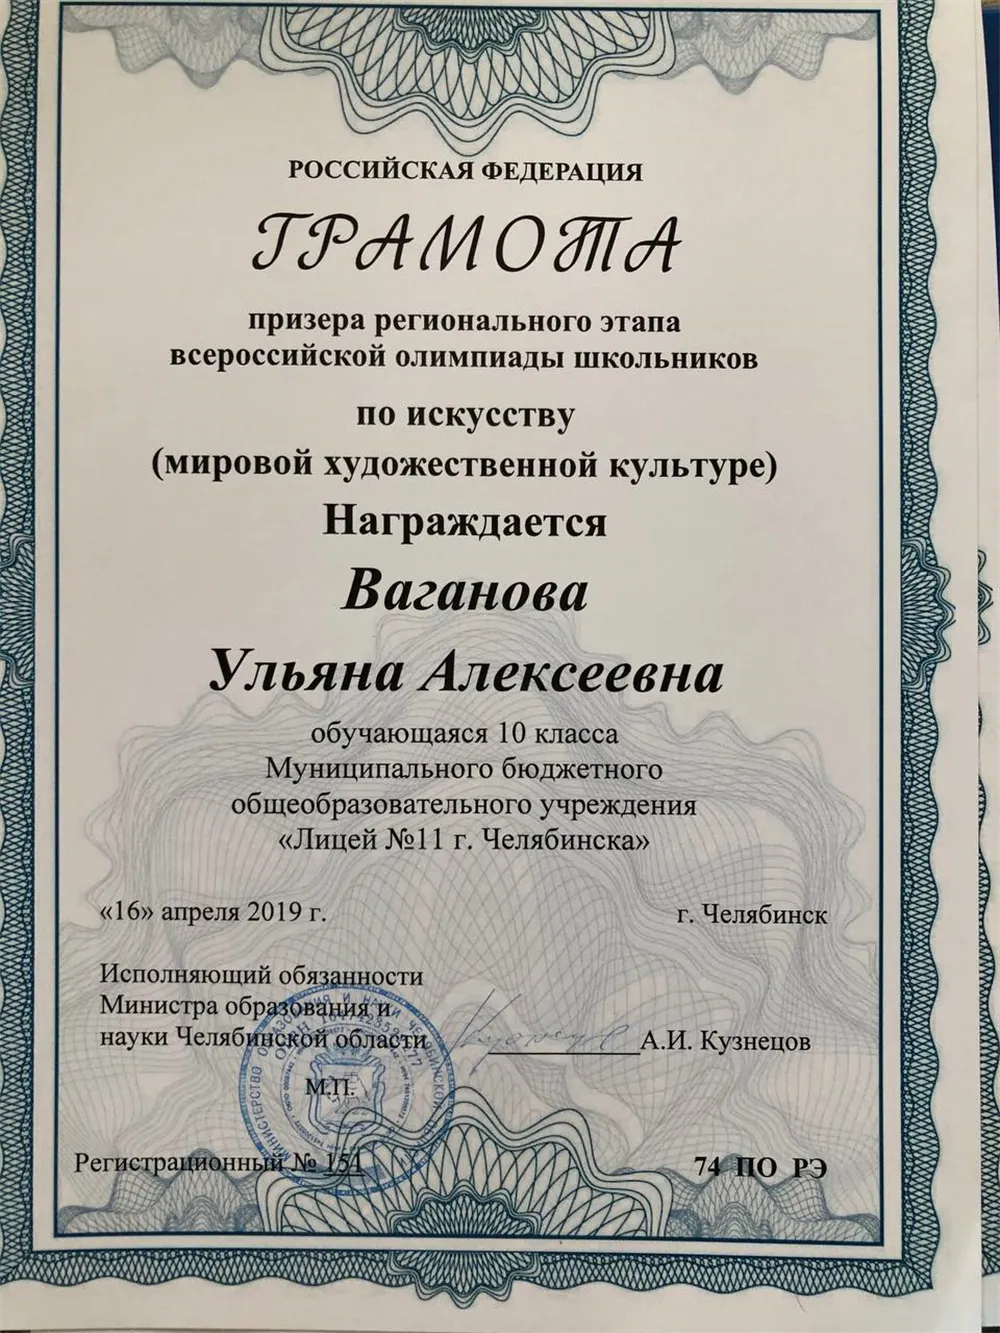 РОССИЙСКАЯ ФЕДЕРАЦИЯ
ГРАМОТА
призера регионального этапа
всероссийской олимпиады школьников
по искусству
(мировой художественной культуре)
Награждается
Ваганова
Ульяна Алексеевна
обучающаяся 10 класса
Муниципального бюджетного
общеобразовательного учреждения
«Лицей №11 г. Челябинска»
«16» апреля 2019 г. г. Челябинск
Исполняющий обязанности
Министра образования и
науки Челябинской области А.И. Кузнецов
М.П.
Регистрационный № 151 74 ПО РЭ